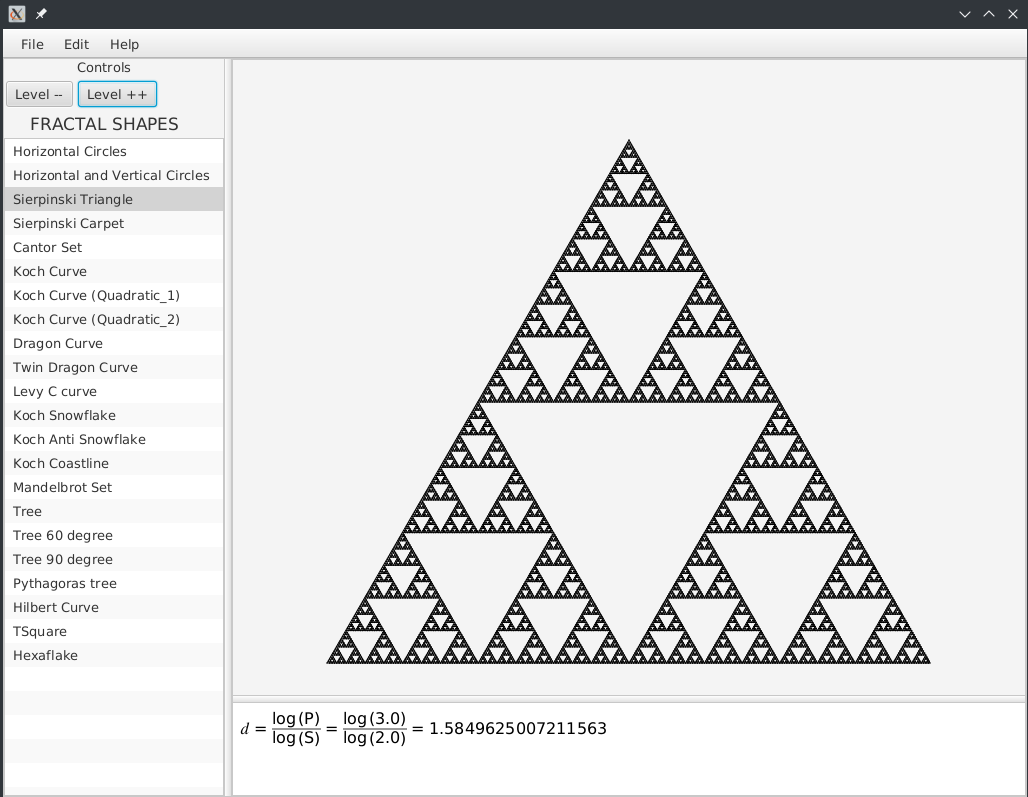 File Edit Help
Controls
Level -- Level ++
FRACTAL SHAPES
Horizontal Circles
Horizontal and Vertical Circles
Sierpinski Triangle
Sierpinski Carpet
Cantor Set
Koch Curve
Koch Curve (Quadratic_1)
Koch Curve (Quadratic_2)
Dragon Curve
Twin Dragon Curve
Levy C curve
Koch Snowflake
Koch Anti Snowflake
Koch Coastline
Mandelbrot Set
Tree
Tree 60 degree
Tree 90 degree
Pythagoras tree
Hilbert Curve
TSquare
Hexaflake
d = log(P)/log(S) = log(3.0)/log(2.0) = 1.5849625007211563